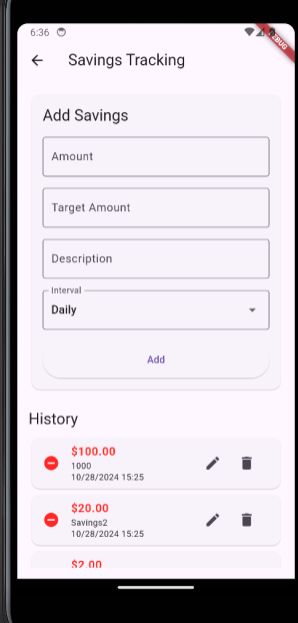 6:36
Savings Tracking
Add Savings
Amount
Target Amount
Description
Interval
Daily
Add
History
$100.00
1000
10/28/2024 15:25
$20.00
Savings2
10/28/2024 15:25
$2.00